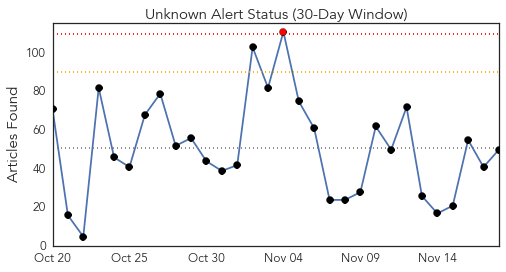 Unknown Alert Status (30-Day Window)
Articles Found
100
80
60
40
20
0
Oct 20
Oct 25
Oct 30
Nov 04
Nov 09
Nov 14